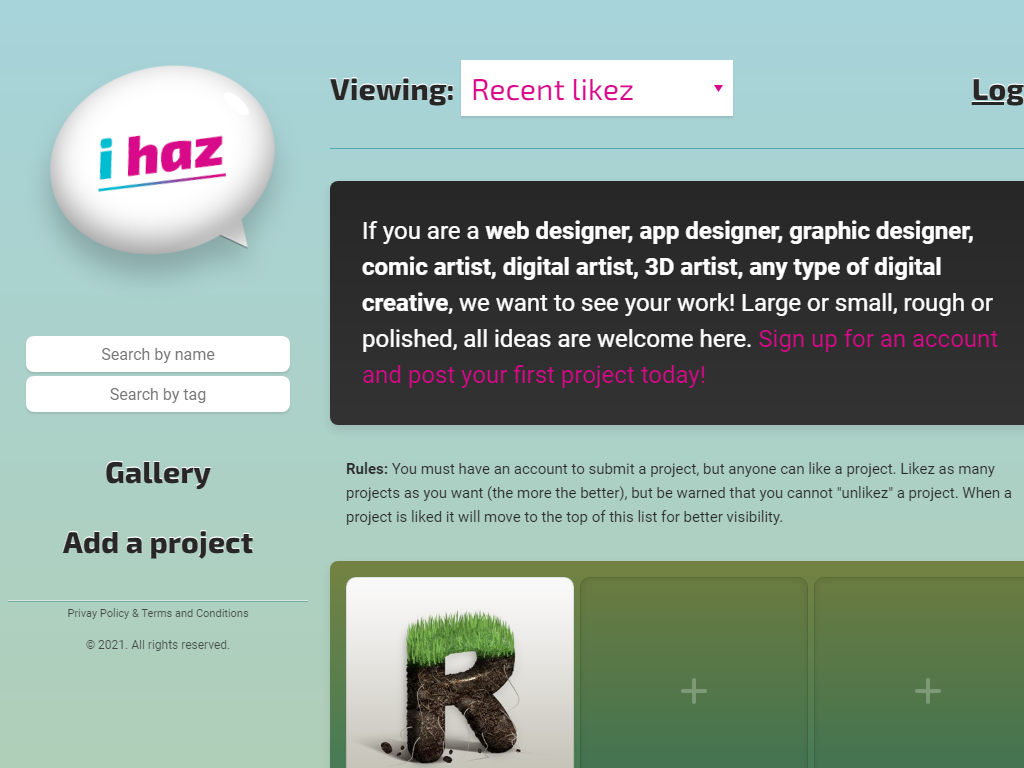 i haz
Search by name
Search by tag
Gallery
Add a project
Privay Policy & Terms and Conditions
© 2021. All rights reserved.
Viewing: Recent likez
Log
If you are a web designer, app designer, graphic designer,
comic artist, digital artist, 3D artist, any type of digital
creative, we want to see your work! Large or small, rough or
polished, all ideas are welcome here. Sign up for an account
and post your first project today!
Rules: You must have an account to submit a project, but anyone can like a project. Likez as many
projects as you want (the more the better), but be warned that you cannot "unlikez" a project. When a
project is liked it will move to the top of this list for better visibility.
R